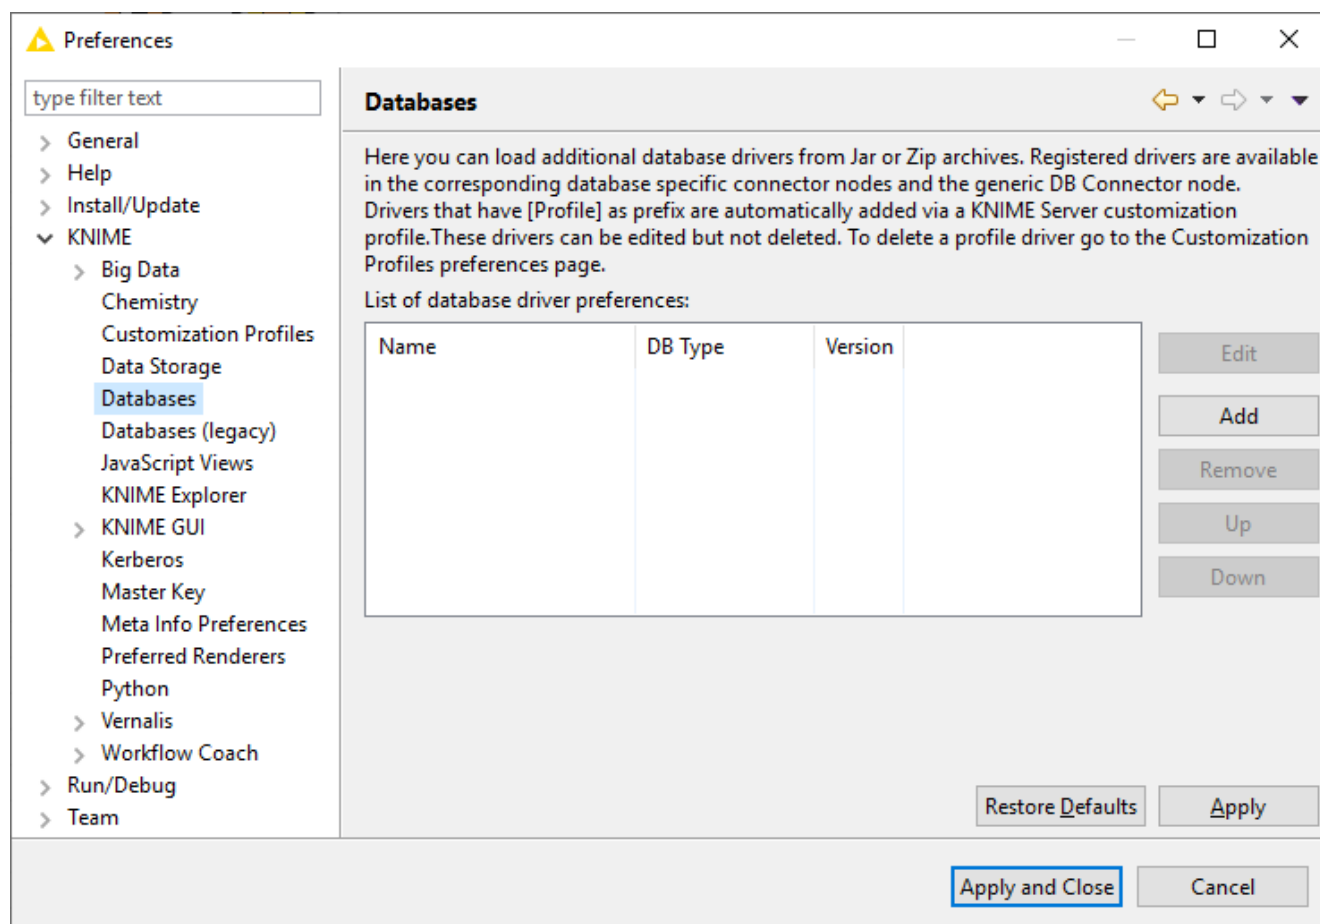 Preferences
type filter text
General
Help
Install/Update
KNIME
Big Data
Chemistry
Customization Profiles
Data Storage
Databases
Databases (legacy)
JavaScript Views
KNIME Explorer
KNIME GUI
Kerberos
Master Key
Meta Info Preferences
Preferred Renderers
Python
Vernalis
Workflow Coach
Run/Debug
Team
Databases
Here you can load additional database drivers from Jar or Zip archives. Registered drivers are available
in the corresponding database specific connector nodes and the generic DB Connector node.
Drivers that have [Profile] as prefix are automatically added via a KNIME Server customization
profile.These drivers can be edited but not deleted. To delete a profile driver go to the Customization
Profiles preferences page.
List of database driver preferences:
Name DB Type Version
Edit
Add
Remove
Up
Down
Restore Defaults Apply
Apply and Close Cancel